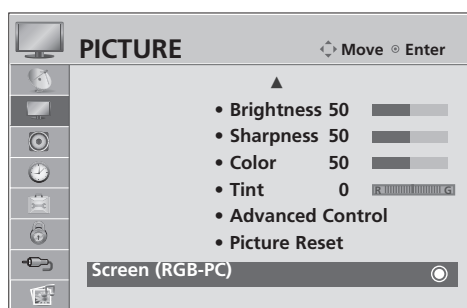 PICTURE Move Enter
• Brightness 50
• Sharpness 50
• Color 50
• Tint 0 R G
• Advanced Control
• Picture Reset
Screen (RGB-PC)